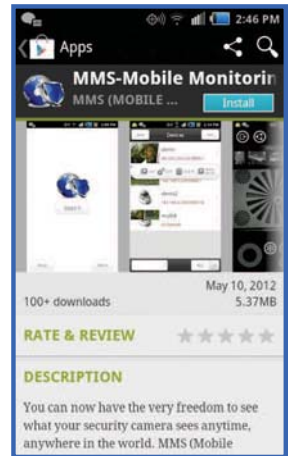 2:46 PM
Apps
MMS-Mobile Monitorin
MMS (MOBILE ...
Install
May 10, 2012
100+ downloads
5.37MB
RATE & REVIEW
DESCRIPTION
You can now have the very freedom to see
what your security camera sees anytime,
anywhere in the world. MMS (Mobile